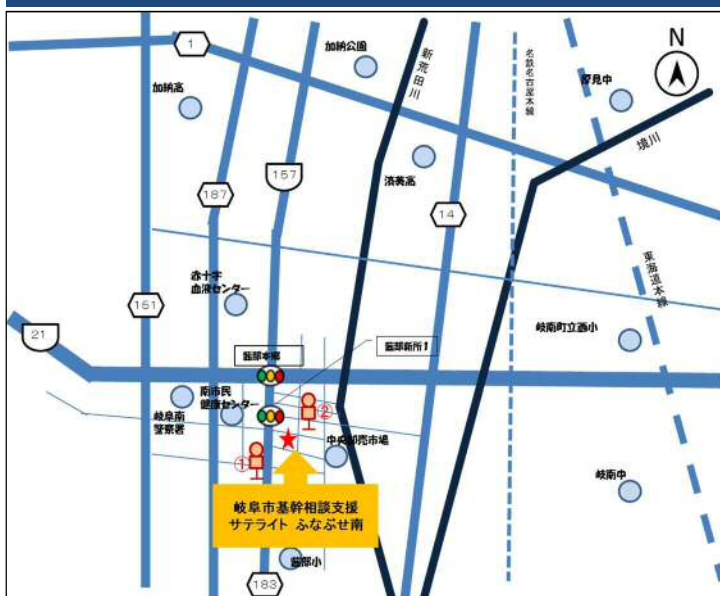 1
加納公園
新荒田川
名鉄名古屋本線
N
加納高
厚見中
境川
157
済美高
187
14
赤十字
血液センター
161
東海道本線
21
岐南町立西小
茜部本郷
茜部新所1
南市民
健康センター
岐阜南
警察署
②
中央卸売市場
①
岐南中
岐阜市基幹相談支援
サテライト ふなぶせ南
茜部小
183